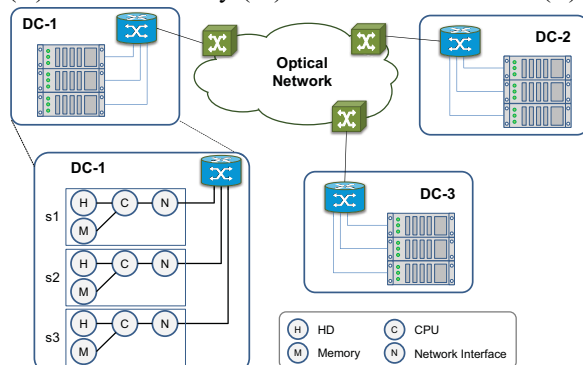 DC-1
DC-2
Optical
Network
DC-1
s1
H
C
N
M
s2
H
C
N
M
s3
H
C
N
M
DC-3
H HD
C CPU
M Memory
N Network Interface